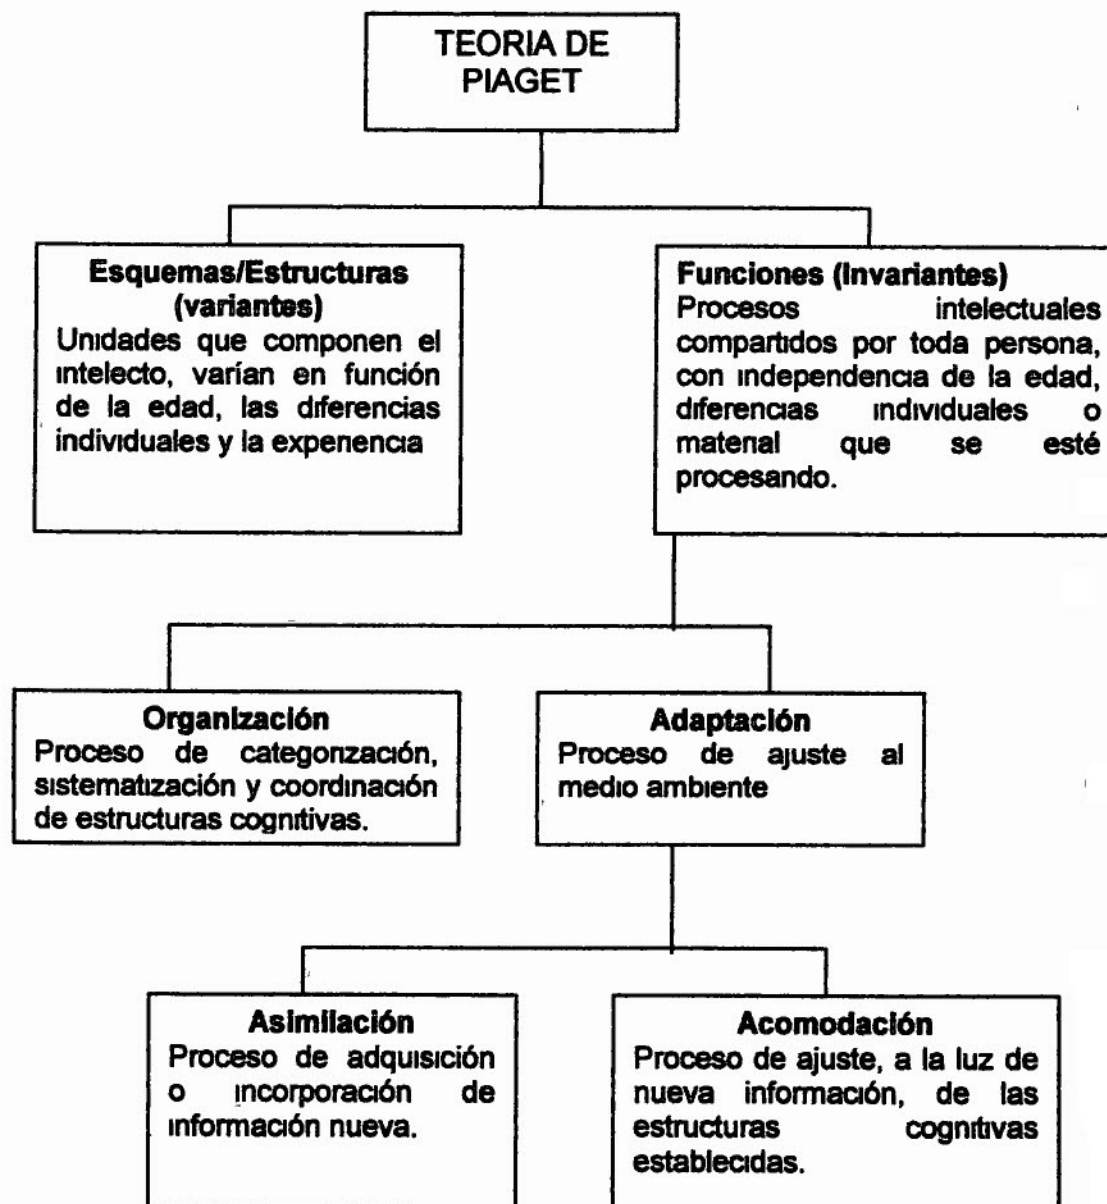 TEORIA DE
PIAGET
Esquemas/Estructuras
(variantes)
Unidades que componen el
intelecto, varían en función
de la edad, las diferencias
individuales y la experiencia
Funciones (Invariantes)
Procesos intelectuales
compartidos por toda persona,
con independencia de la edad,
diferencias individuales o
material que se esté
procesando.
Organización
Proceso de categorización,
sistematización y coordinación
de estructuras cognitivas.
Adaptación
Proceso de ajuste al
medio ambiente
Asimilación
Proceso de adquisición
o incorporación de
información nueva.
Acomodación
Proceso de ajuste, a la luz de
nueva información, de las
estructuras cognitivas
establecidas.